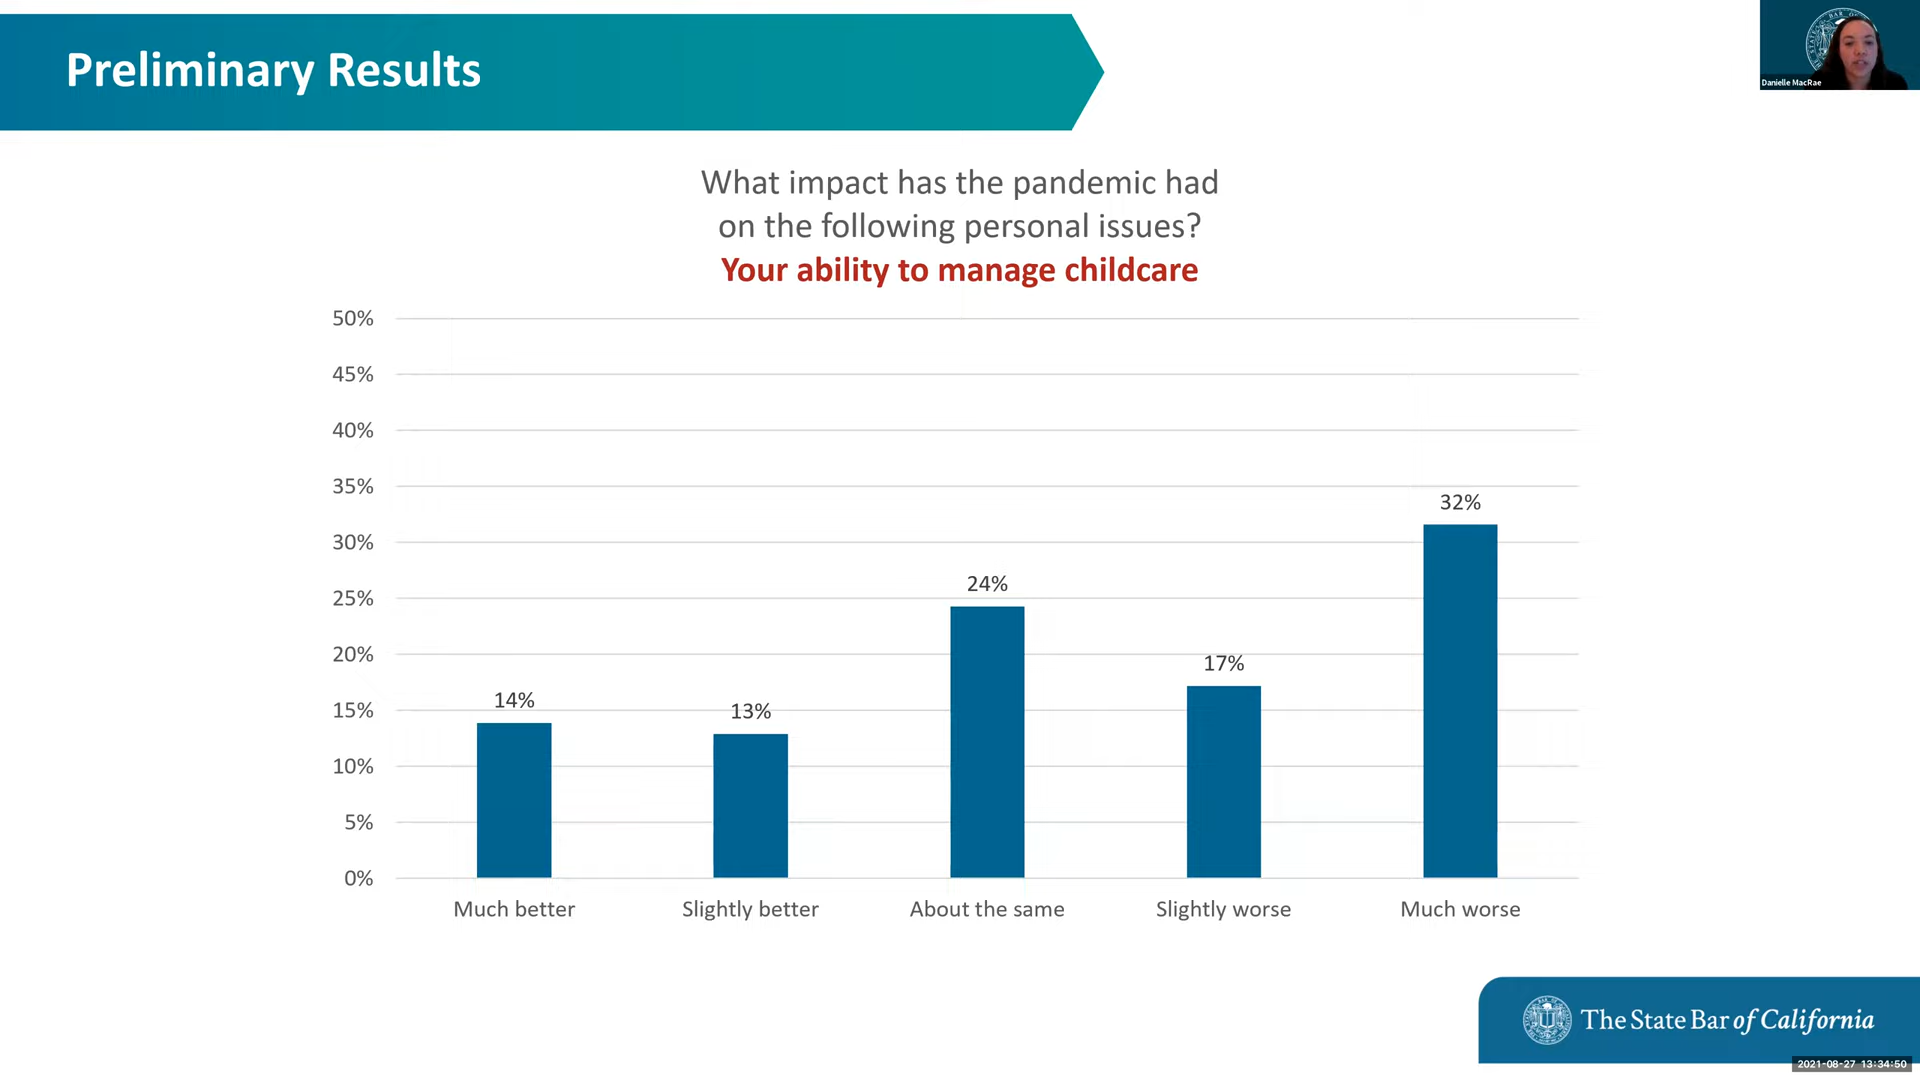 Preliminary Results
Danielle MacRae
What impact has the pandemic had
on the following personal issues?
Your ability to manage childcare
50%
45%
40%
35%
30%
25%
20%
15%
10%
5%
0%
14%
13%
24%
17%
32%
Much better
Slightly better
About the same
Slightly worse
Much worse
The State Bar of California
2021-08-27 13:34:50